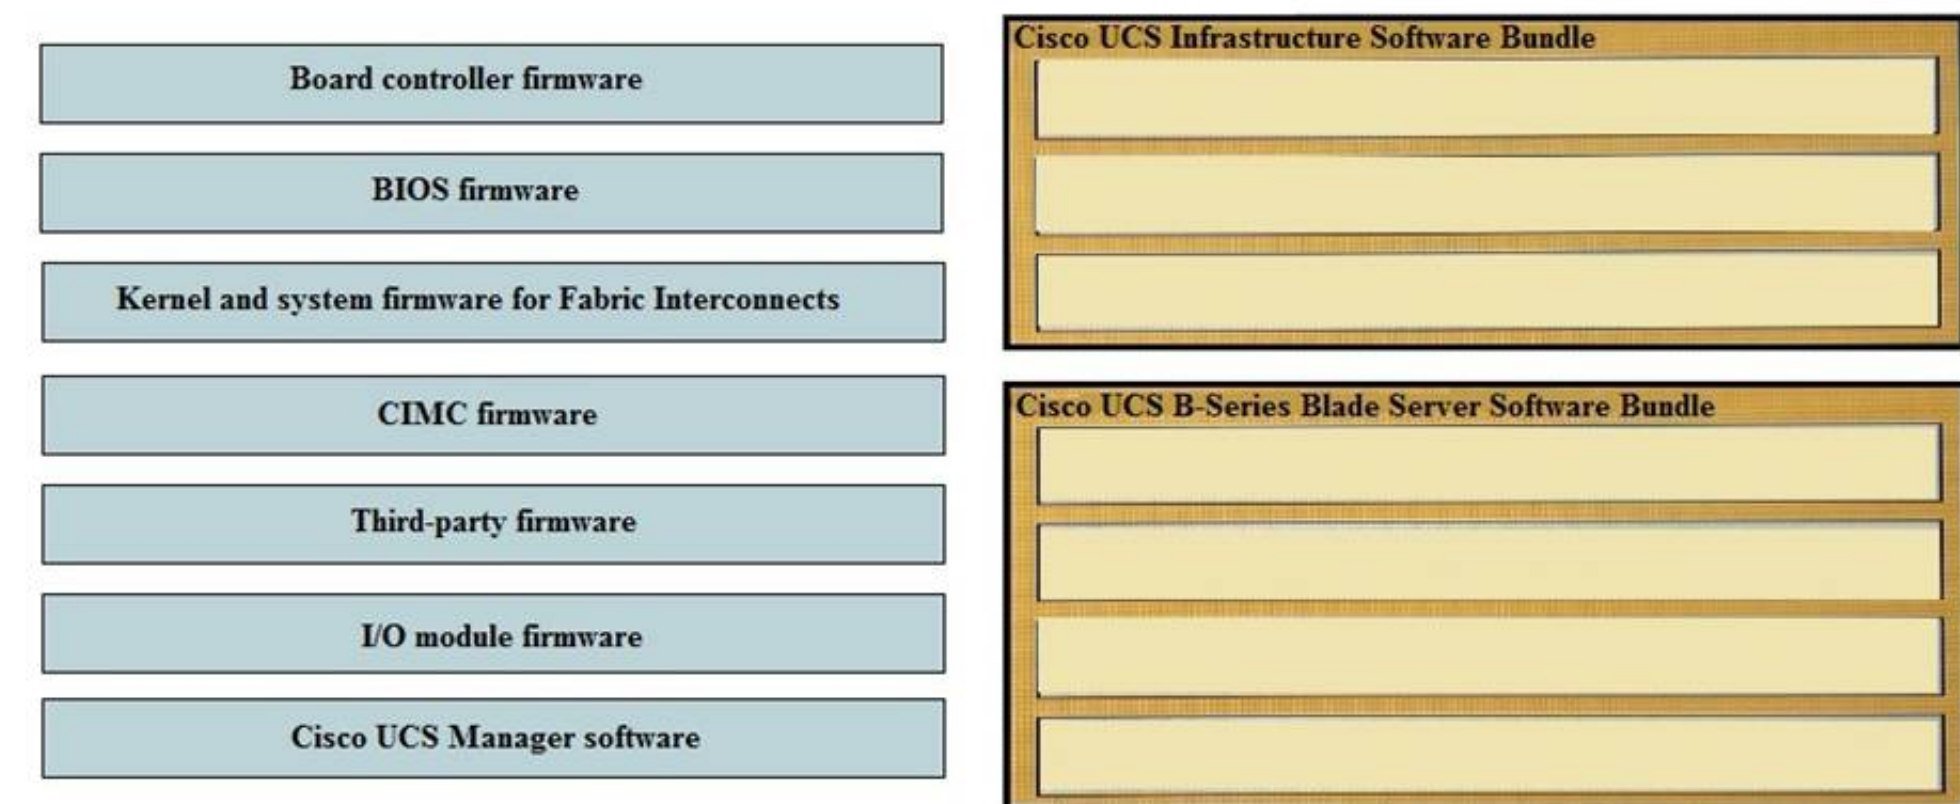 Board controller firmware
BIOS firmware
Kernel and system firmware for Fabric Interconnects
CIMC firmware
Third-party firmware
I/O module firmware
Cisco UCS Manager software
Cisco UCS Infrastructure Software Bundle
Cisco UCS B-Series Blade Server Software Bundle